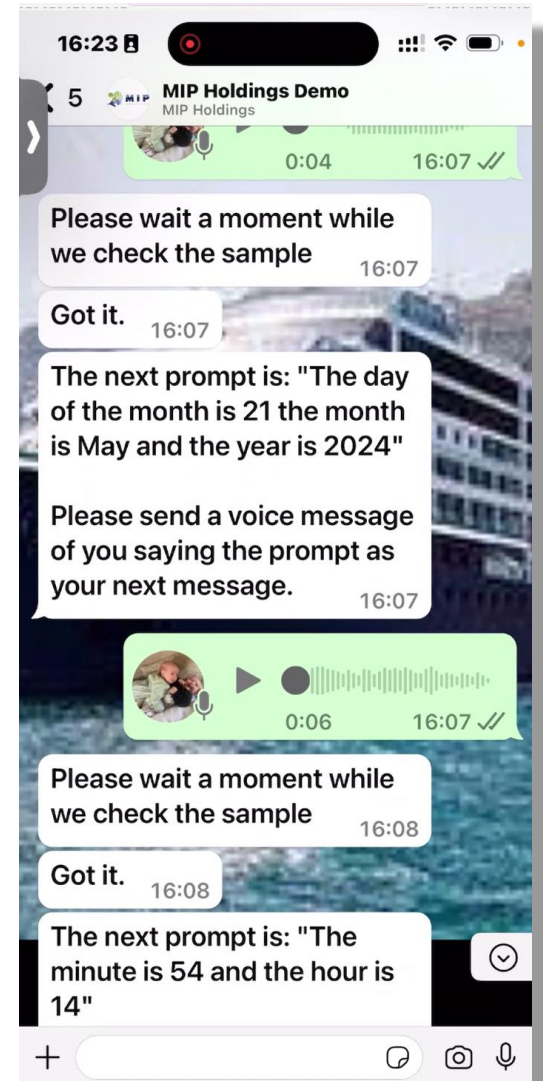 16:23
5 MIP MIP Holdings Demo
MIP Holdings
0:04 16:07
Please wait a moment while
we check the sample
16:07
Got it. 16:07
The next prompt is: "The day
of the month is 21 the month
is May and the year is 2024"
Please send a voice message
of you saying the prompt as
your next message.
16:07
0:06 16:07
Please wait a moment while
we check the sample
16:08
Got it. 16:08
The next prompt is: "The
minute is 54 and the hour is
14"